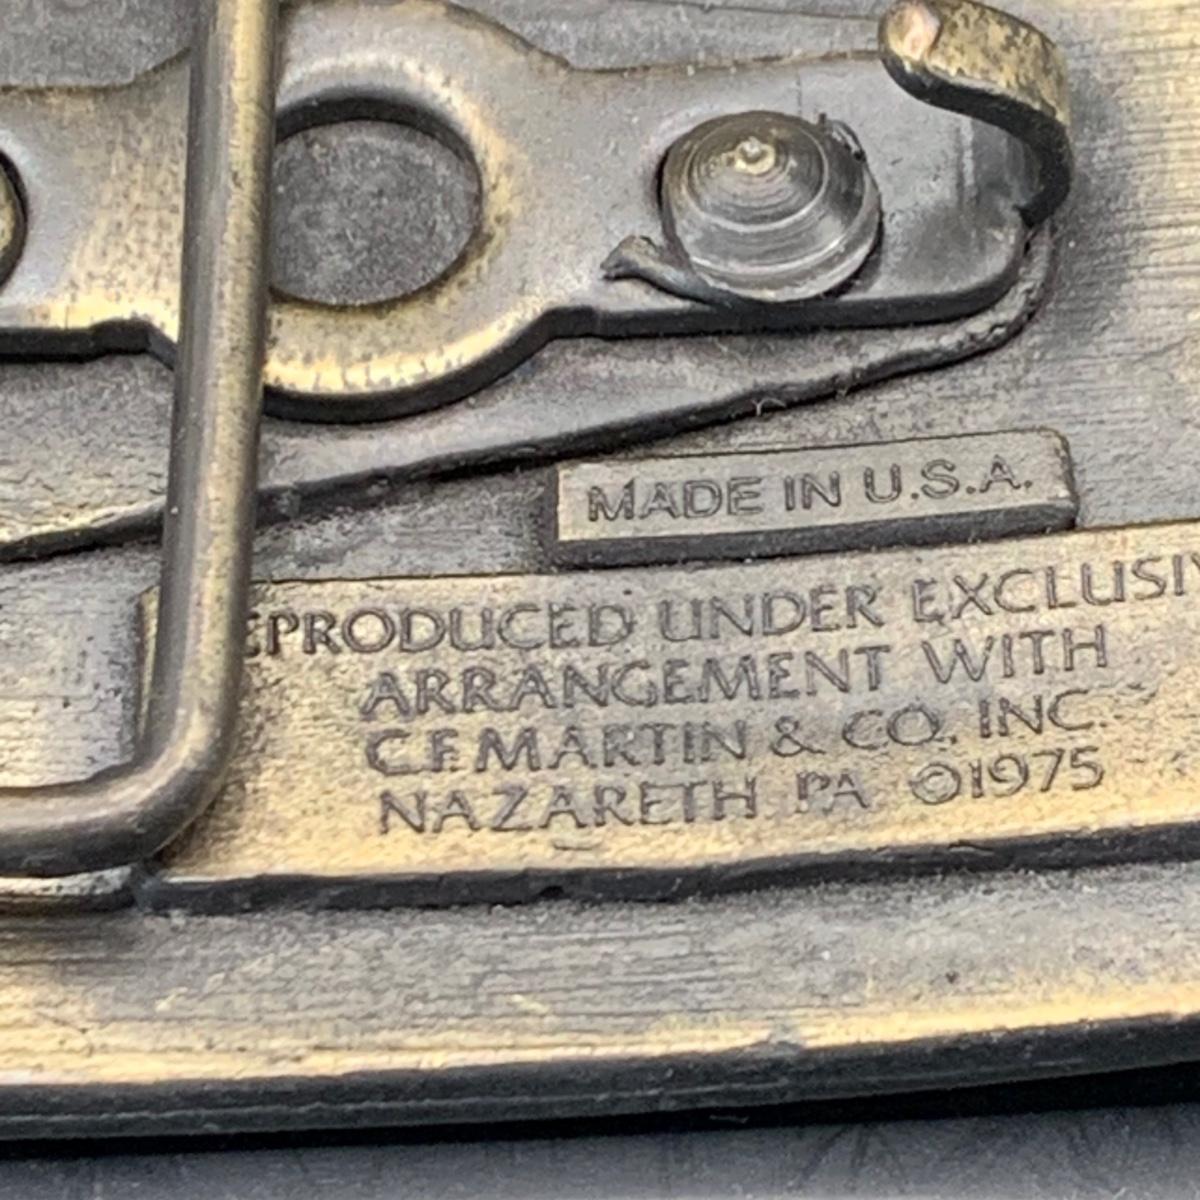 MADE IN U.S.A.
EPRODUCED UNDER EXCLUSIV
ARRANGEMENT WITH
C.F. MARTIN & CO. INC.
NAZARETH PA ©1975